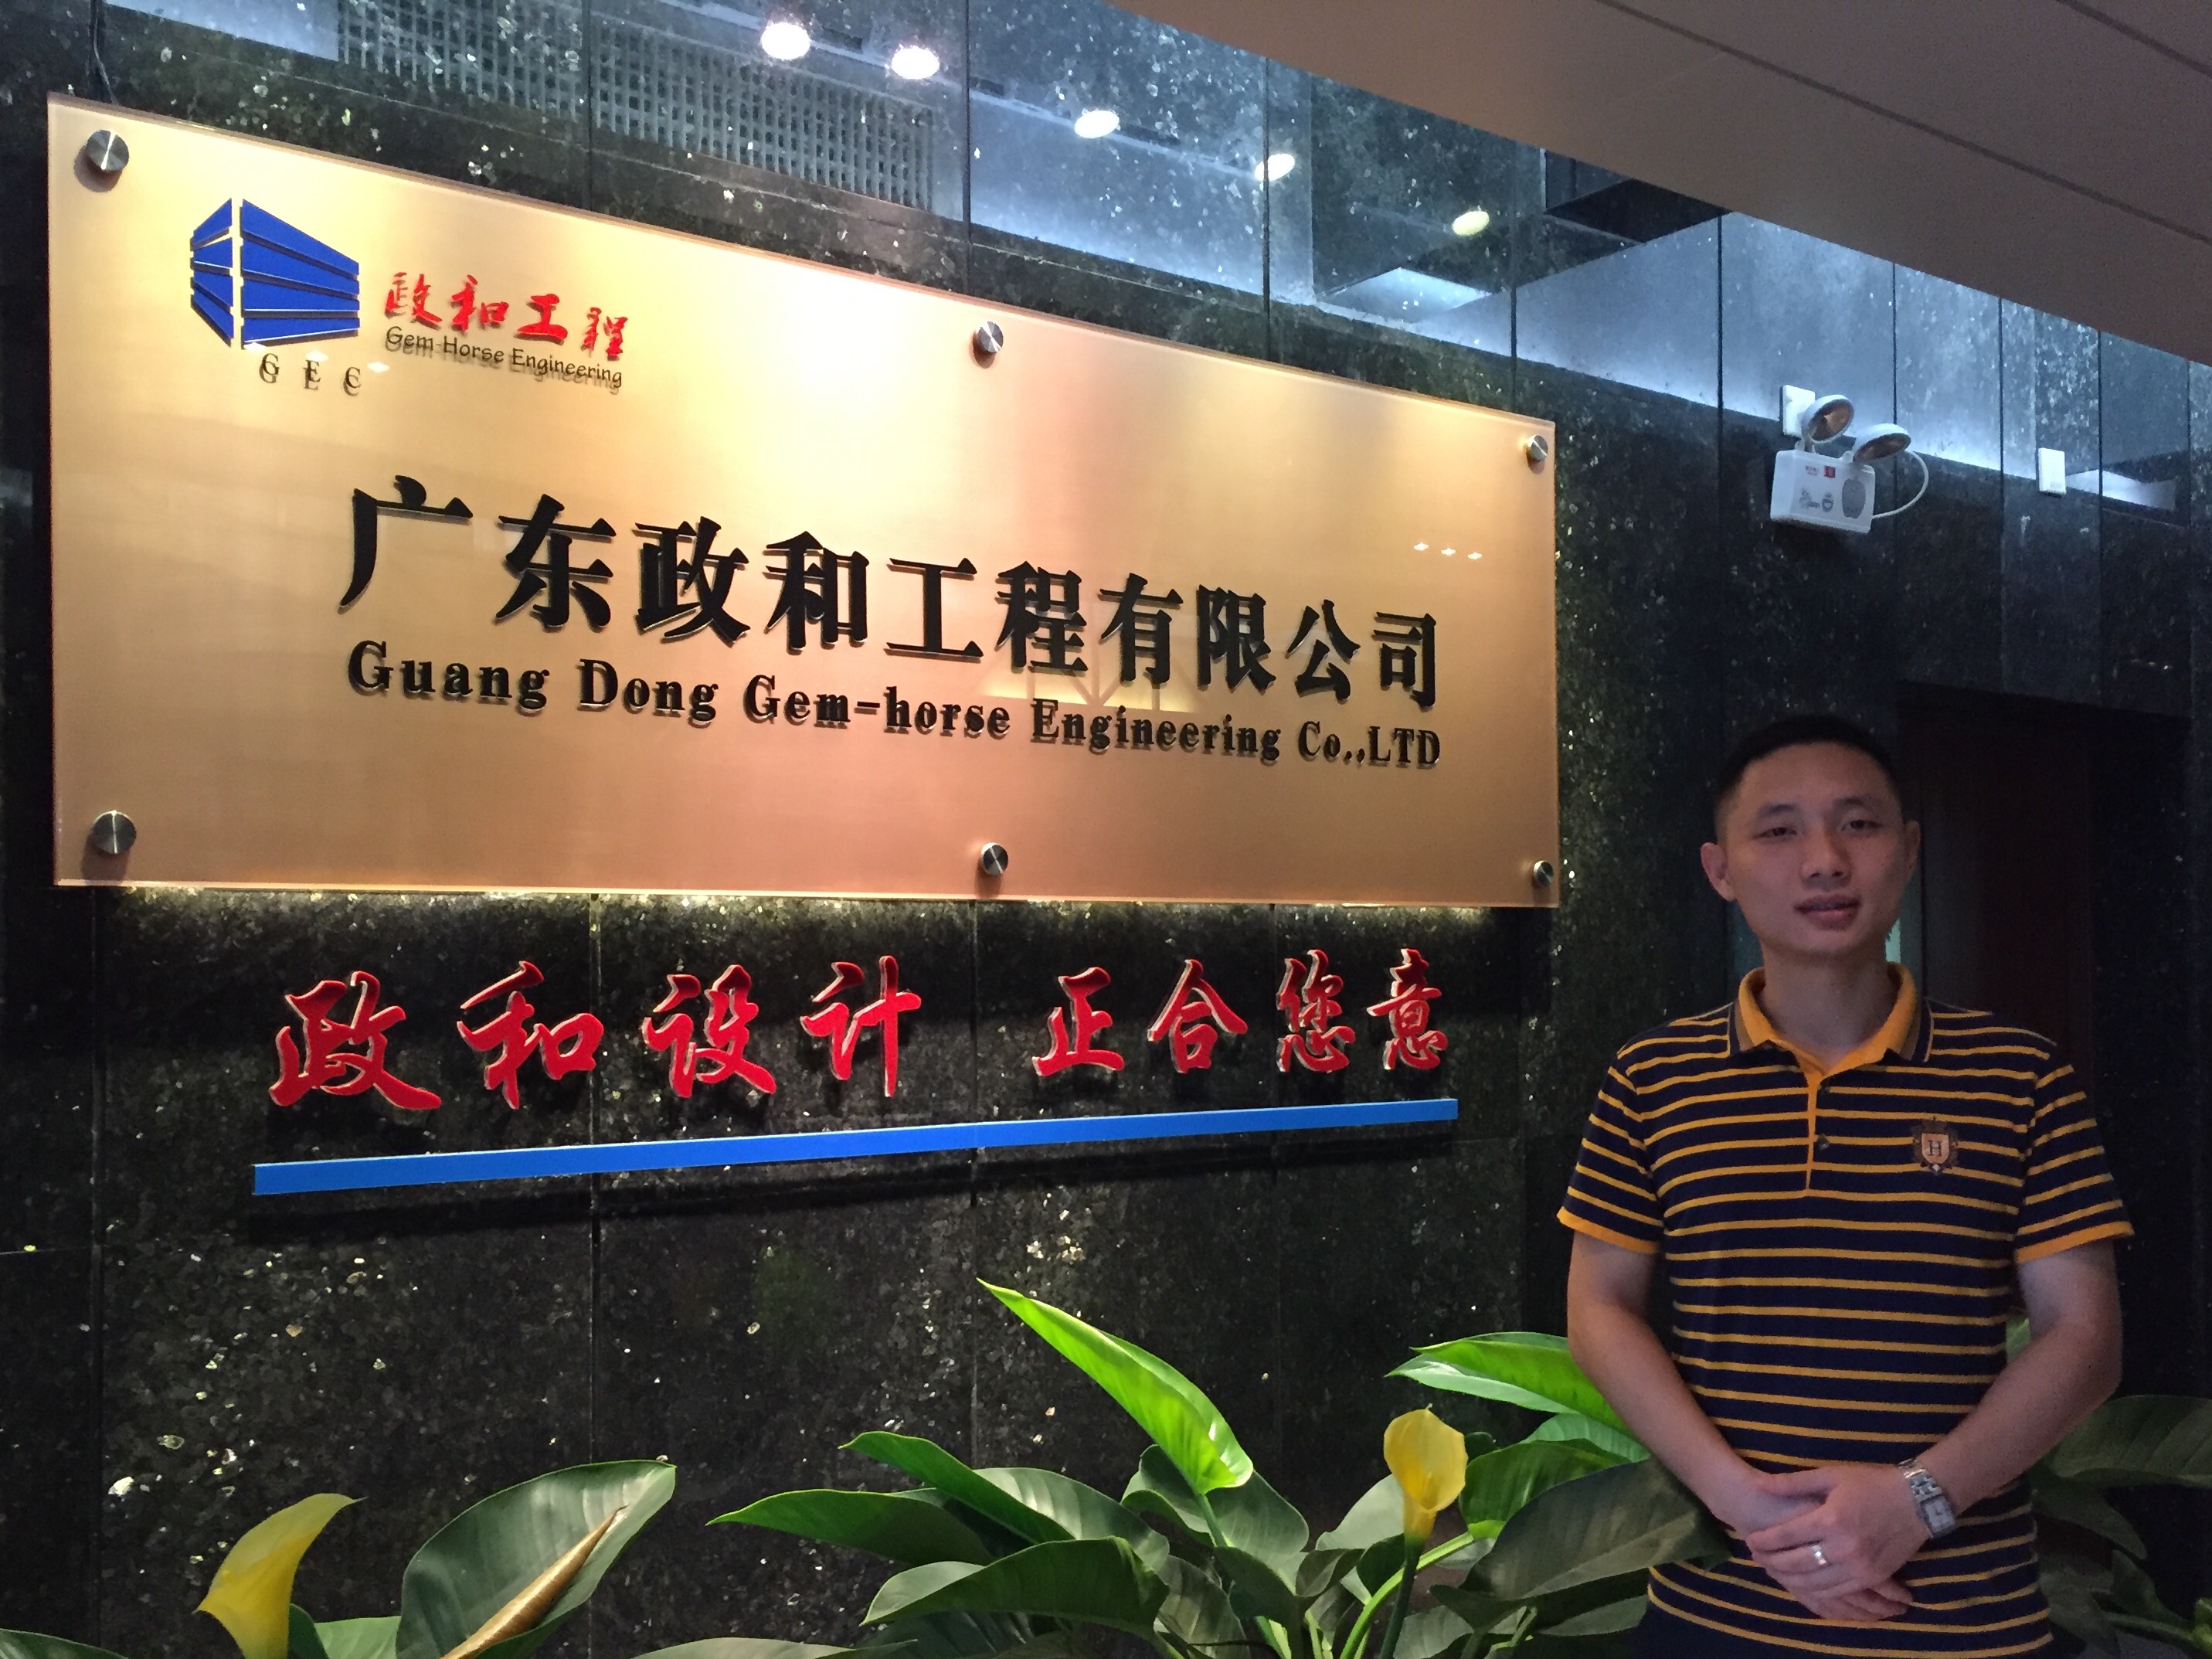 政和工程
Gem-Horse Engineering
G E C
广东政和工程有限公司
Guang Dong Gem-horse Engineering Co.,LTD
政和设计 正合您意
H